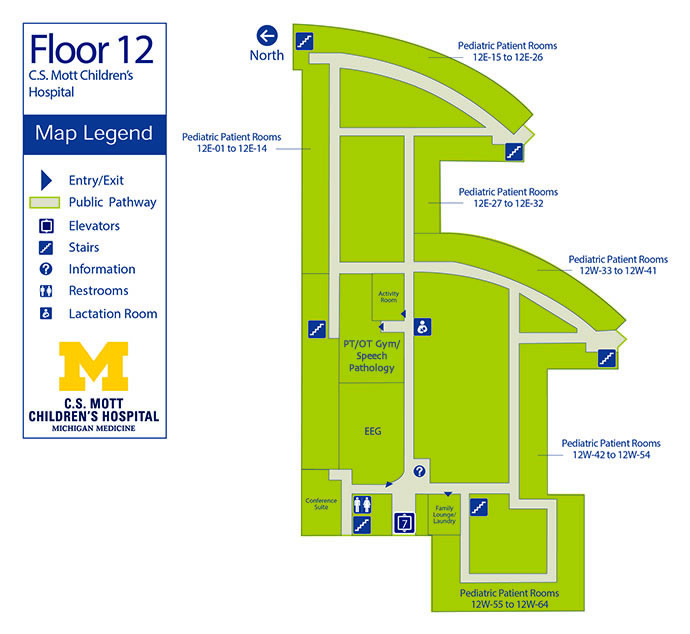 Floor 12
C.S. Mott Children's
Hospital
Map Legend
Entry/Exit
Public Pathway
Elevators
Stairs
Information
Restrooms
Lactation Room
M
C.S. MOTT
CHILDREN'S HOSPITAL
MICHIGAN MEDICINE
North
Pediatric Patient Rooms
12E-15 to 12E-26
Pediatric Patient Rooms
12E-01 to 12E-14
Pediatric Patient Rooms
12E-27 to 12E-32
Pediatric Patient Rooms
12W-33 to 12W-41
Activity
Room
PT/OT Gym/
Speech
Pathology
EEG
?
Pediatric Patient Rooms
12W-42 to 12W-54
Conference
Suite
7
Family
Lounge/
Laundry
Pediatric Patient Rooms
12W-55 to 12W-64